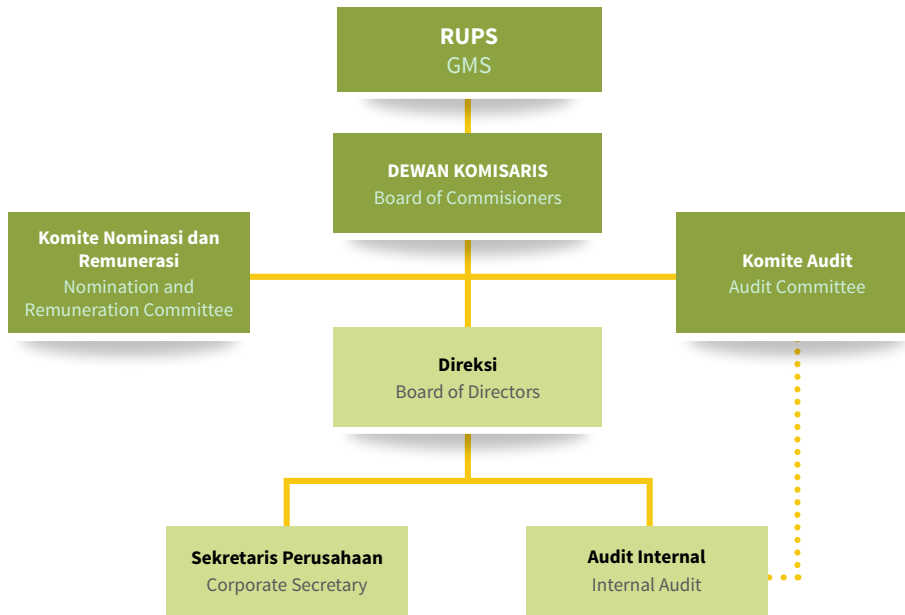 RUPS
GMS
DEWAN KOMISARIS
Board of Commisioners
Komite Nominasi dan
Remunerasi
Nomination and
Remuneration Committee
Komite Audit
Audit Committee
Direksi
Board of Directors
Sekretaris Perusahaan
Corporate Secretary
Audit Internal
Internal Audit